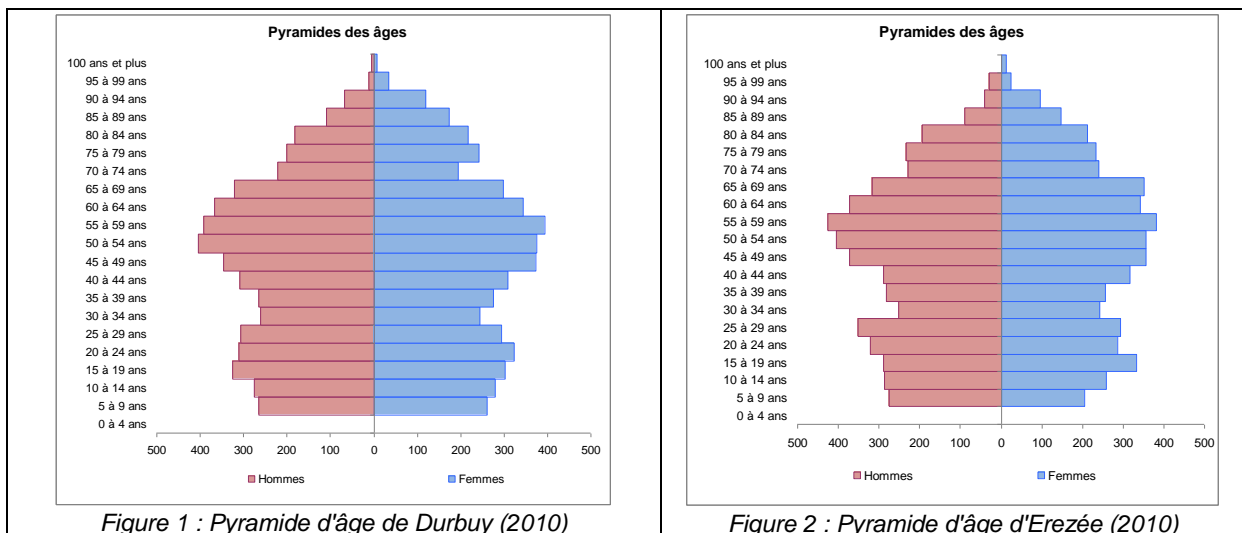 Pyramides des âges
100 ans et plus
95 à 99 ans
90 à 94 ans
85 à 89 ans
80 à 84 ans
75 à 79 ans
70 à 74 ans
65 à 69 ans
60 à 64 ans
55 à 59 ans
50 à 54 ans
45 à 49 ans
40 à 44 ans
35 à 39 ans
30 à 34 ans
25 à 29 ans
20 à 24 ans
15 à 19 ans
10 à 14 ans
5 à 9 ans
0 à 4 ans
500 400 300 200 100 0 100 200 300 400 500
Hommes Femmes
Figure 1 : Pyramide d'âge de Durbuy (2010)
Pyramides des âges
100 ans et plus
95 à 99 ans
90 à 94 ans
85 à 89 ans
80 à 84 ans
75 à 79 ans
70 à 74 ans
65 à 69 ans
60 à 64 ans
55 à 59 ans
50 à 54 ans
45 à 49 ans
40 à 44 ans
35 à 39 ans
30 à 34 ans
25 à 29 ans
20 à 24 ans
15 à 19 ans
10 à 14 ans
5 à 9 ans
0 à 4 ans
500 400 300 200 100 0 100 200 300 400 500
Hommes Femmes
Figure 2 : Pyramide d'âge d'Erezée (2010)